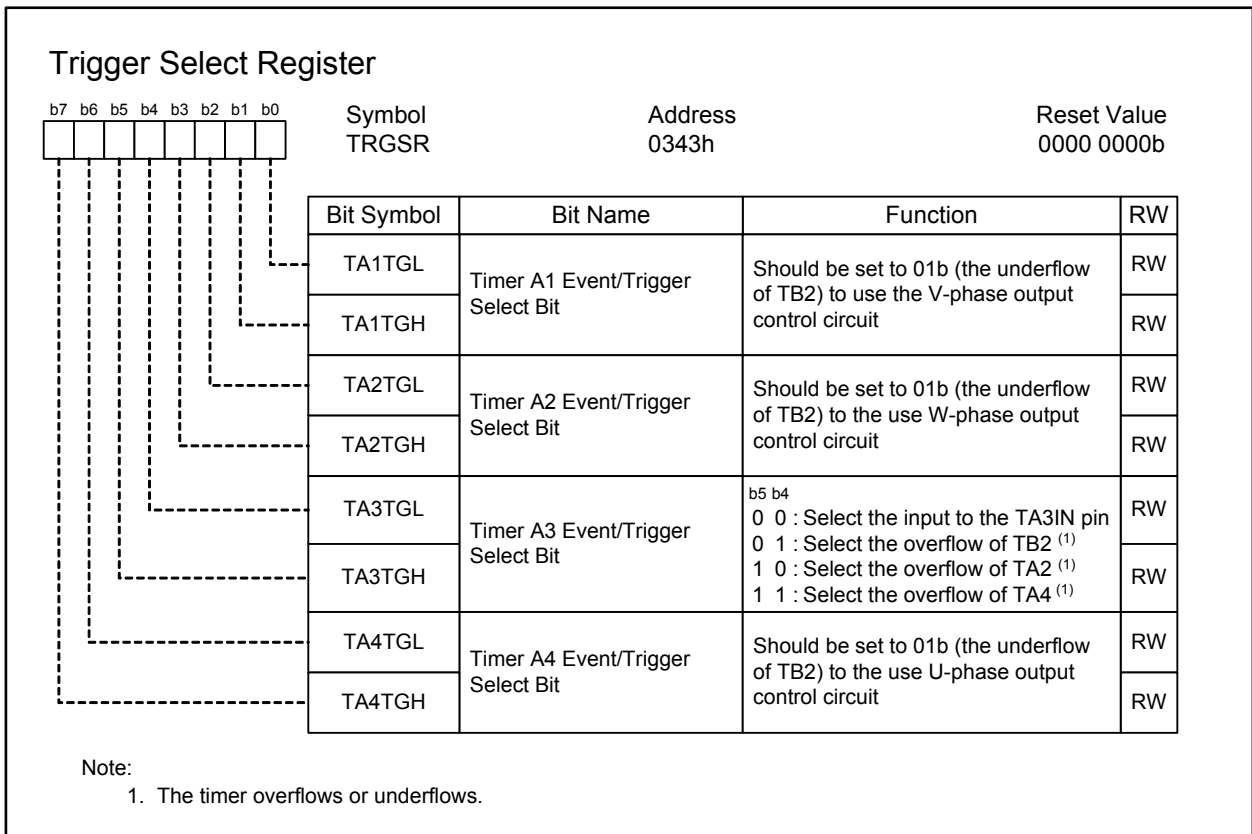 Trigger Select Register
b7 b6 b5 b4 b3 b2 b1 b0
Symbol Address Reset Value
TRGSR 0343h 0000 0000b
Bit Symbol Bit Name Function RW
TA1TGL RW
Timer A1 Event/Trigger
Select Bit
Should be set to 01b (the underflow
of TB2) to use the V-phase output
control circuit
TA1TGH RW
TA2TGL RW
Timer A2 Event/Trigger
Select Bit
Should be set to 01b (the underflow
of TB2) to the use W-phase output
control circuit
TA2TGH RW
TA3TGL RW
Timer A3 Event/Trigger
Select Bit
b5 b4
0 0 : Select the input to the TA3IN pin
0 1 : Select the overflow of TB2 (1)
1 0 : Select the overflow of TA2 (1)
1 1 : Select the overflow of TA4 (1)
TA3TGH RW
TA4TGL RW
Timer A4 Event/Trigger
Select Bit
Should be set to 01b (the underflow
of TB2) to the use U-phase output
control circuit
TA4TGH RW
Note:
1. The timer overflows or underflows.